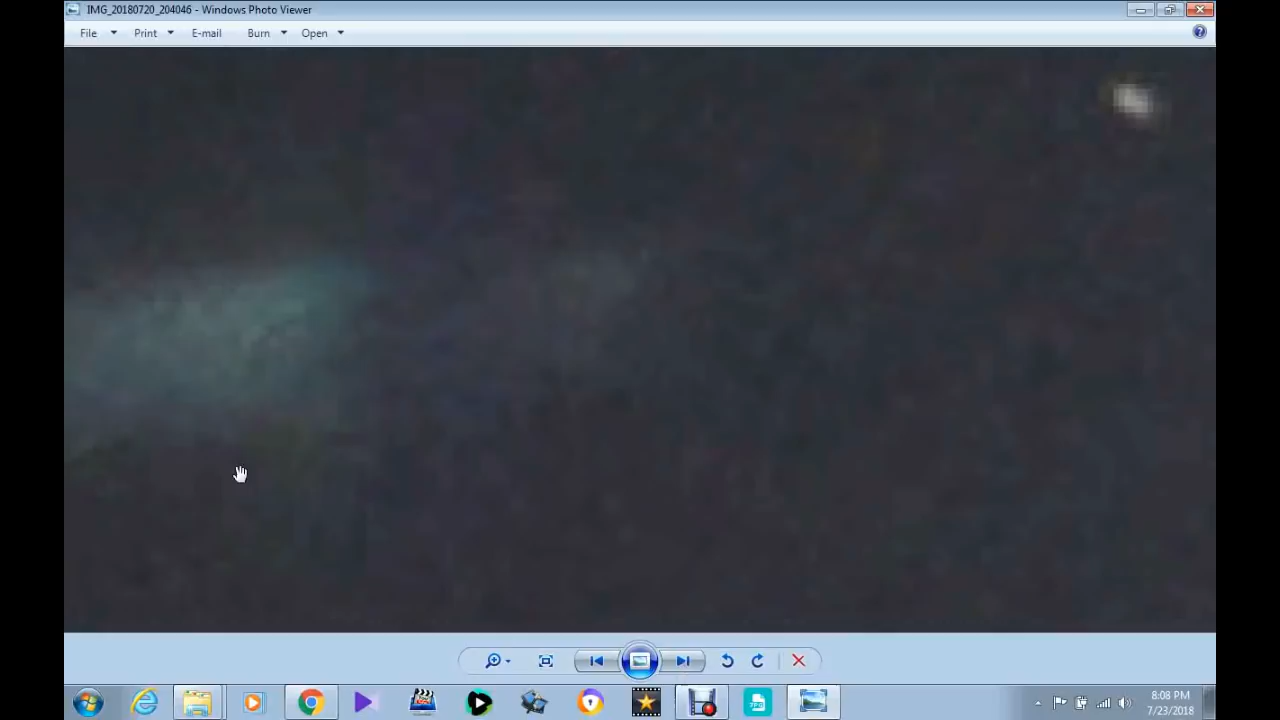 IMG_20180720_204046 - Windows Photo Viewer
File Print E-mail Burn Open
8:08 PM
7/23/2018